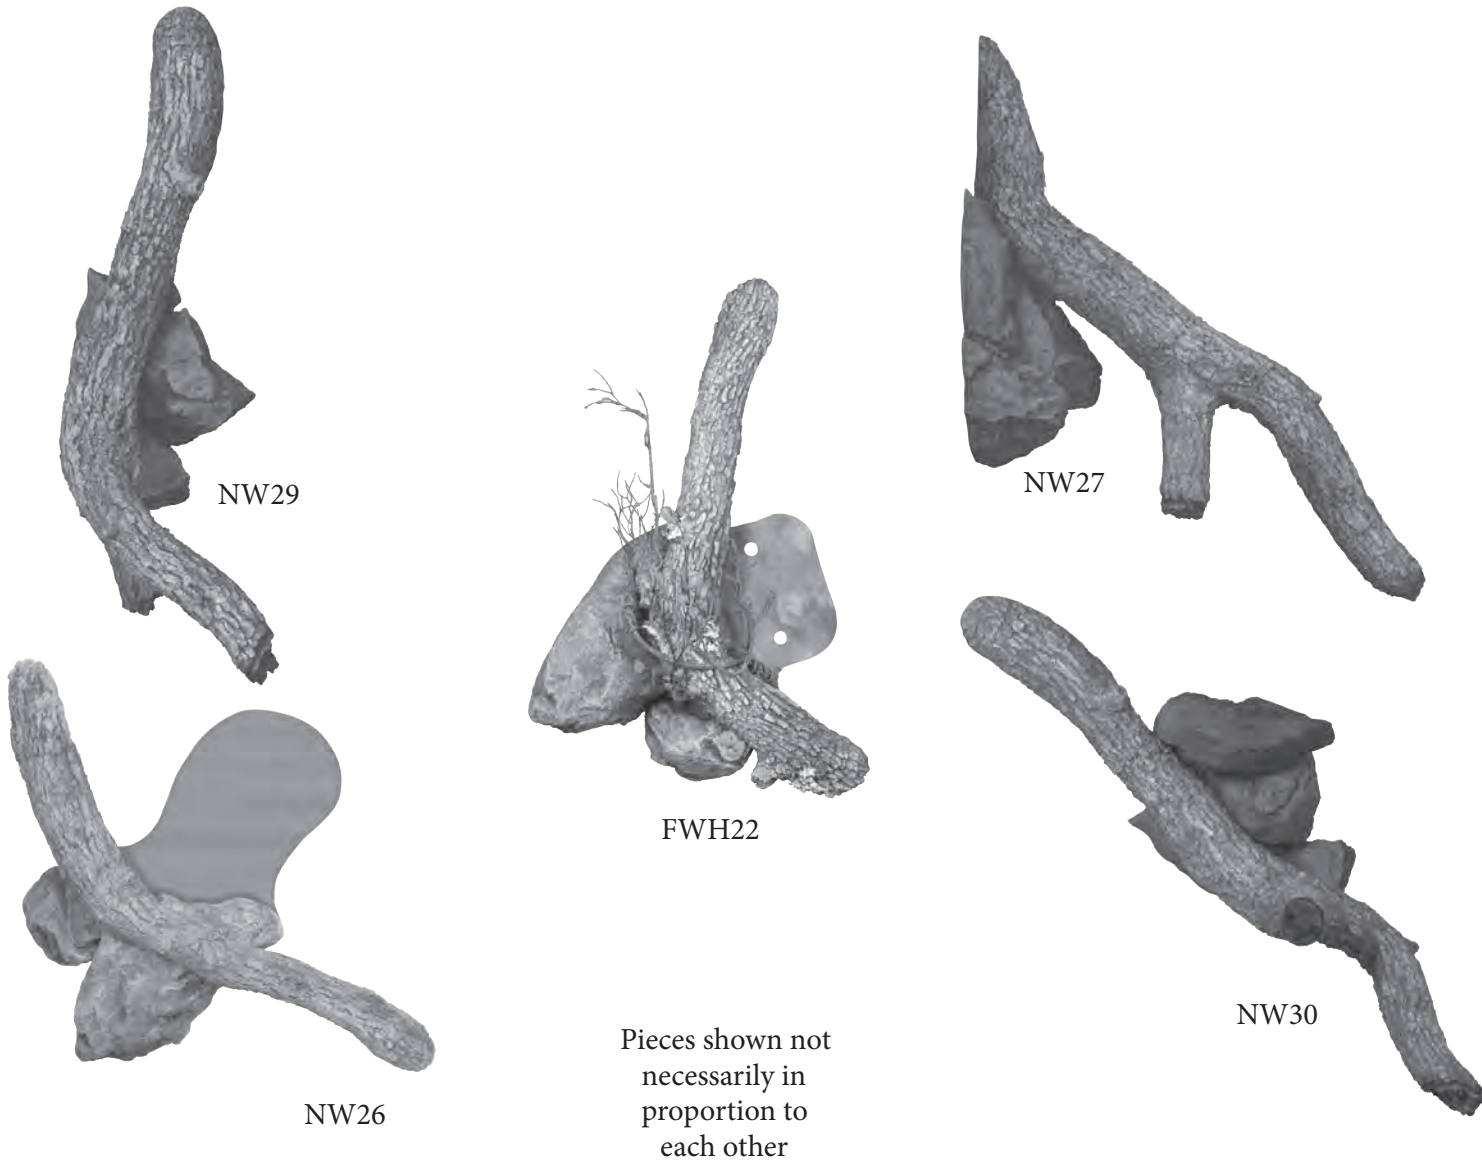 NW29
NW27
FWH22
NW30
NW26
Pieces shown not
necessarily in
proportion to
each other